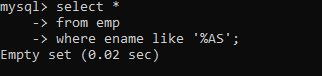 mysql> select *
    -> from emp
    -> where ename like '%AS';
Empty set (0.02 sec)